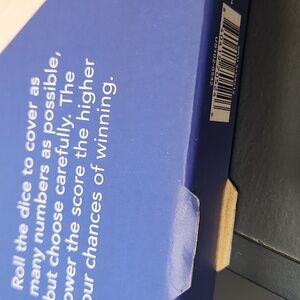 Roll the dice to cover as
many numbers as possible,
but choose carefully. The
ower the score the higher
our chances of winning.